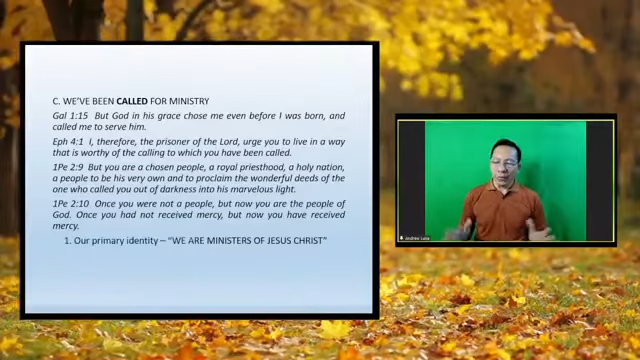 C. WE'VE BEEN CALLED FOR MINISTRY
Gal 1:15 But God in his grace chose me even before I was born, and
called me to serve him.
Eph 4:1 I, therefore, the prisoner of the Lord, urge you to live in a way
that is worthy of the calling to which you have been called.
1Pe 2:9 But you are a chosen people, a royal priesthood, a holy nation,
a people to be his very own and to proclaim the wonderful deeds of the
one who called you out of darkness into his marvelous light.
1Pe 2:10 Once you were not a people, but now you are the people of
God. Once you had not received mercy, but now you have received
mercy.
1. Our primary identity – "WE ARE MINISTERS OF JESUS CHRIST"
Andrew